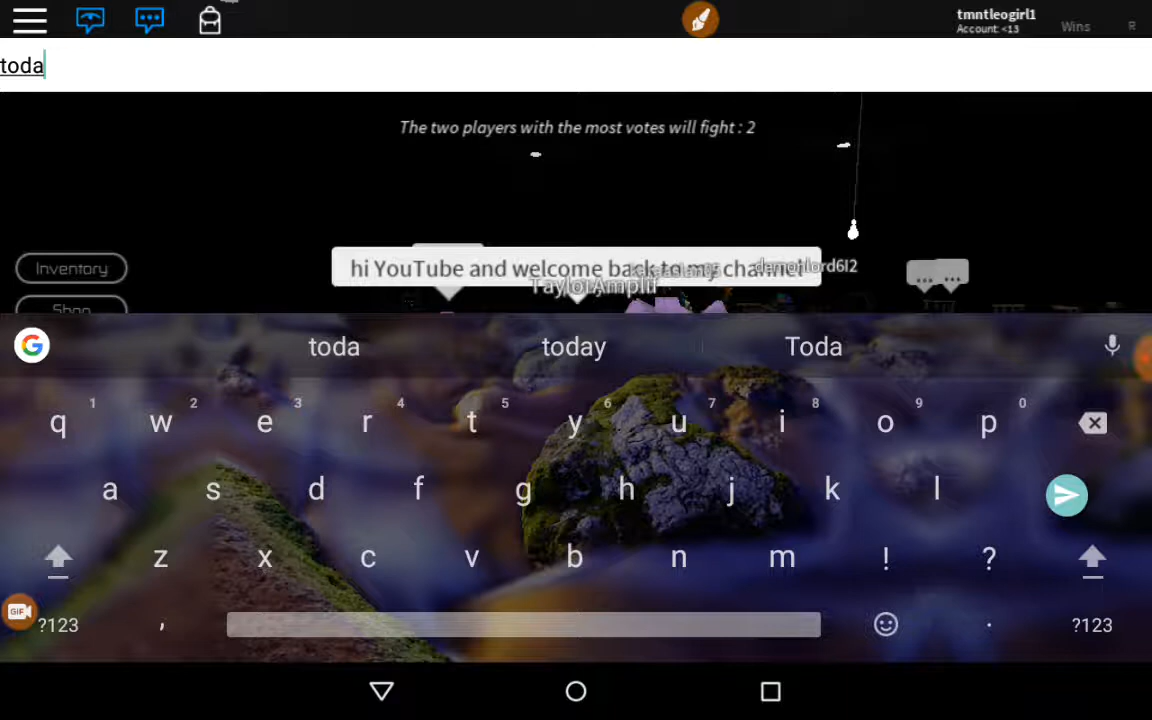 tmntleogirl1
Account: <13
Wins
R
toda
The two players with the most votes will fight : 2
Inventory
hi YouTube and welcome back to my channel
demonlord612
...
...
Shop
G
toda
today
Toda
1 2 3 4 5 6 7 8 9 0
q w e r t y u i o p
a s d f g h j k l
z x c v b n m ! ?
GIF
?123 , . ?123